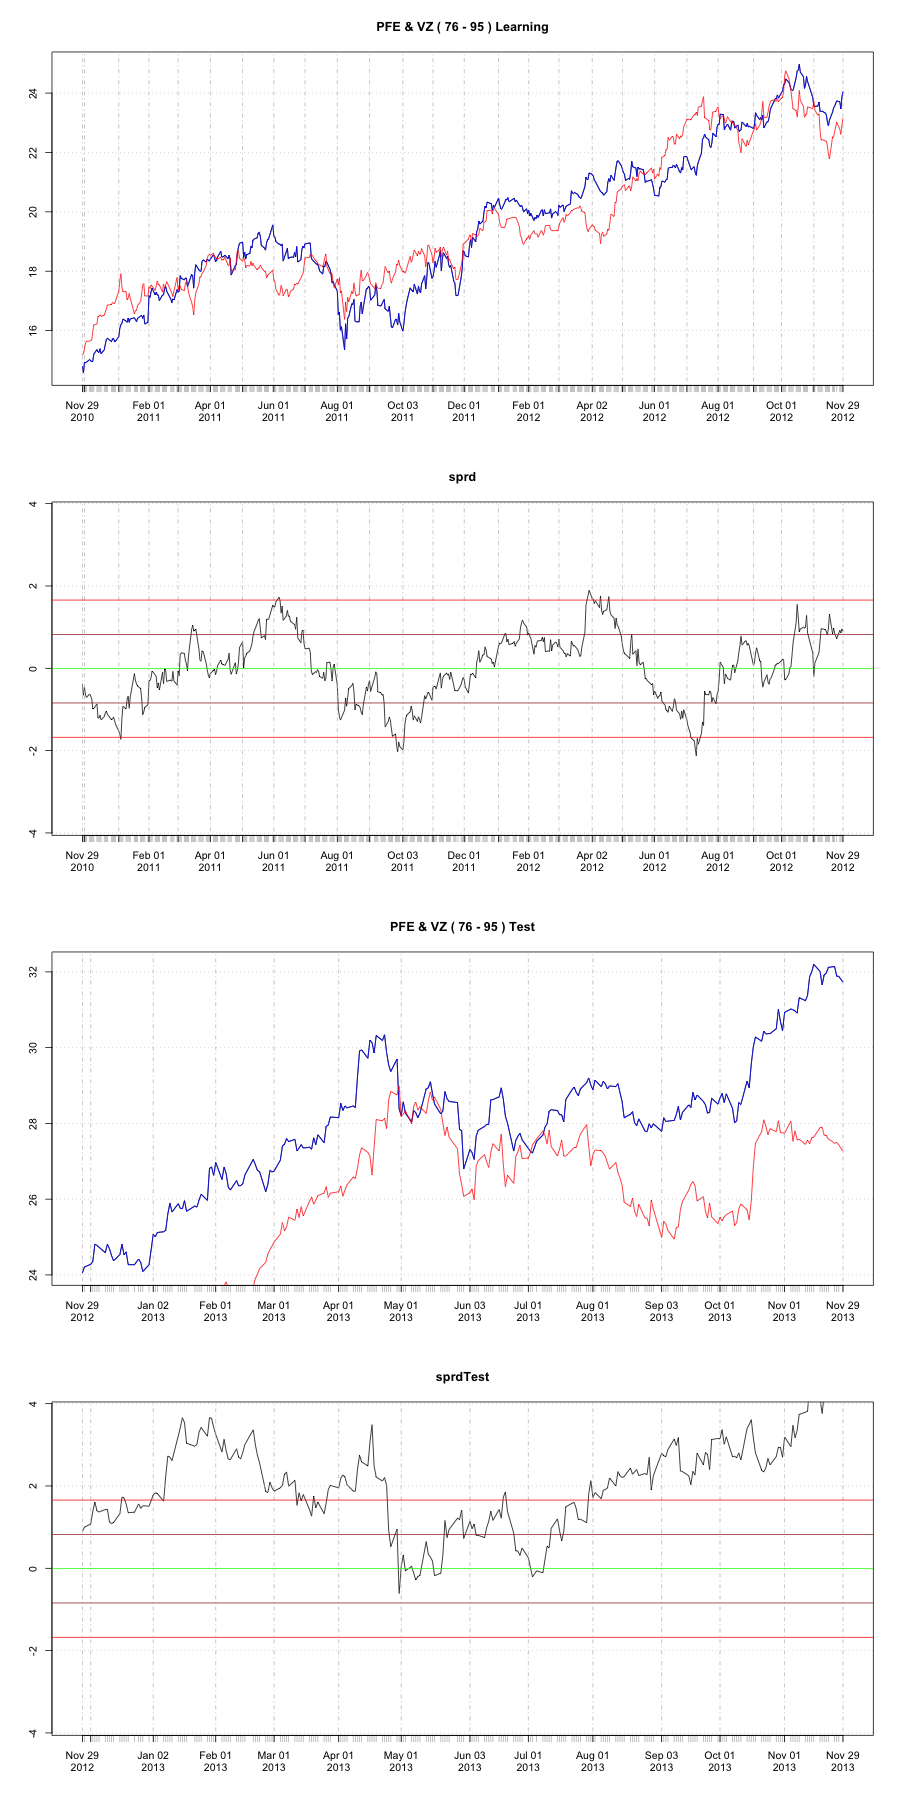 PFE & VZ ( 76 - 95 ) Learning
24
22
20
18
16
Nov 29 Feb 01 Apr 01 Jun 01 Aug 01 Oct 03 Dec 01 Feb 01 Apr 02 Jun 01 Aug 01 Oct 01 Nov 29
2010 2011 2011 2011 2011 2011 2011 2012 2012 2012 2012 2012 2012
sprd
4
2
0
-2
-4
Nov 29 Feb 01 Apr 01 Jun 01 Aug 01 Oct 03 Dec 01 Feb 01 Apr 02 Jun 01 Aug 01 Oct 01 Nov 29
2010 2011 2011 2011 2011 2011 2011 2012 2012 2012 2012 2012 2012
PFE & VZ ( 76 - 95 ) Test
32
30
28
26
24
Nov 29 Jan 02 Feb 01 Mar 01 Apr 01 May 01 Jun 03 Jul 01 Aug 01 Sep 03 Oct 01 Nov 01 Nov 29
2012 2013 2013 2013 2013 2013 2013 2013 2013 2013 2013 2013 2013
sprdTest
4
2
0
-2
-4
Nov 29 Jan 02 Feb 01 Mar 01 Apr 01 May 01 Jun 03 Jul 01 Aug 01 Sep 03 Oct 01 Nov 01 Nov 29
2012 2013 2013 2013 2013 2013 2013 2013 2013 2013 2013 2013 2013